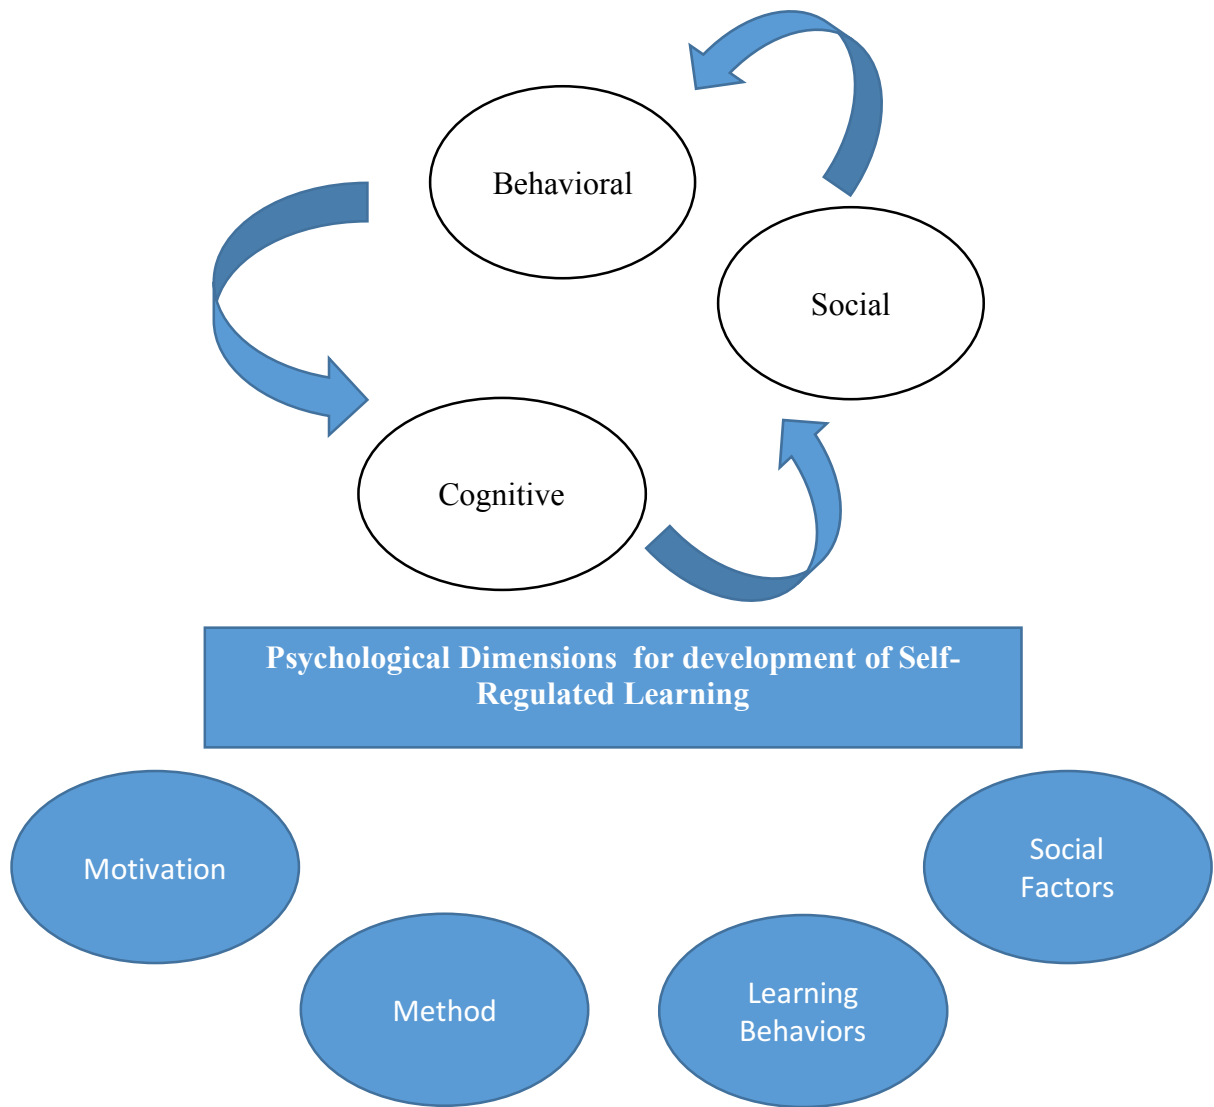 Behavioral
Social
Cognitive
Psychological Dimensions  for development of Self-
Regulated Learning
Motivation
Social
Factors
Method
Learning
Behaviors